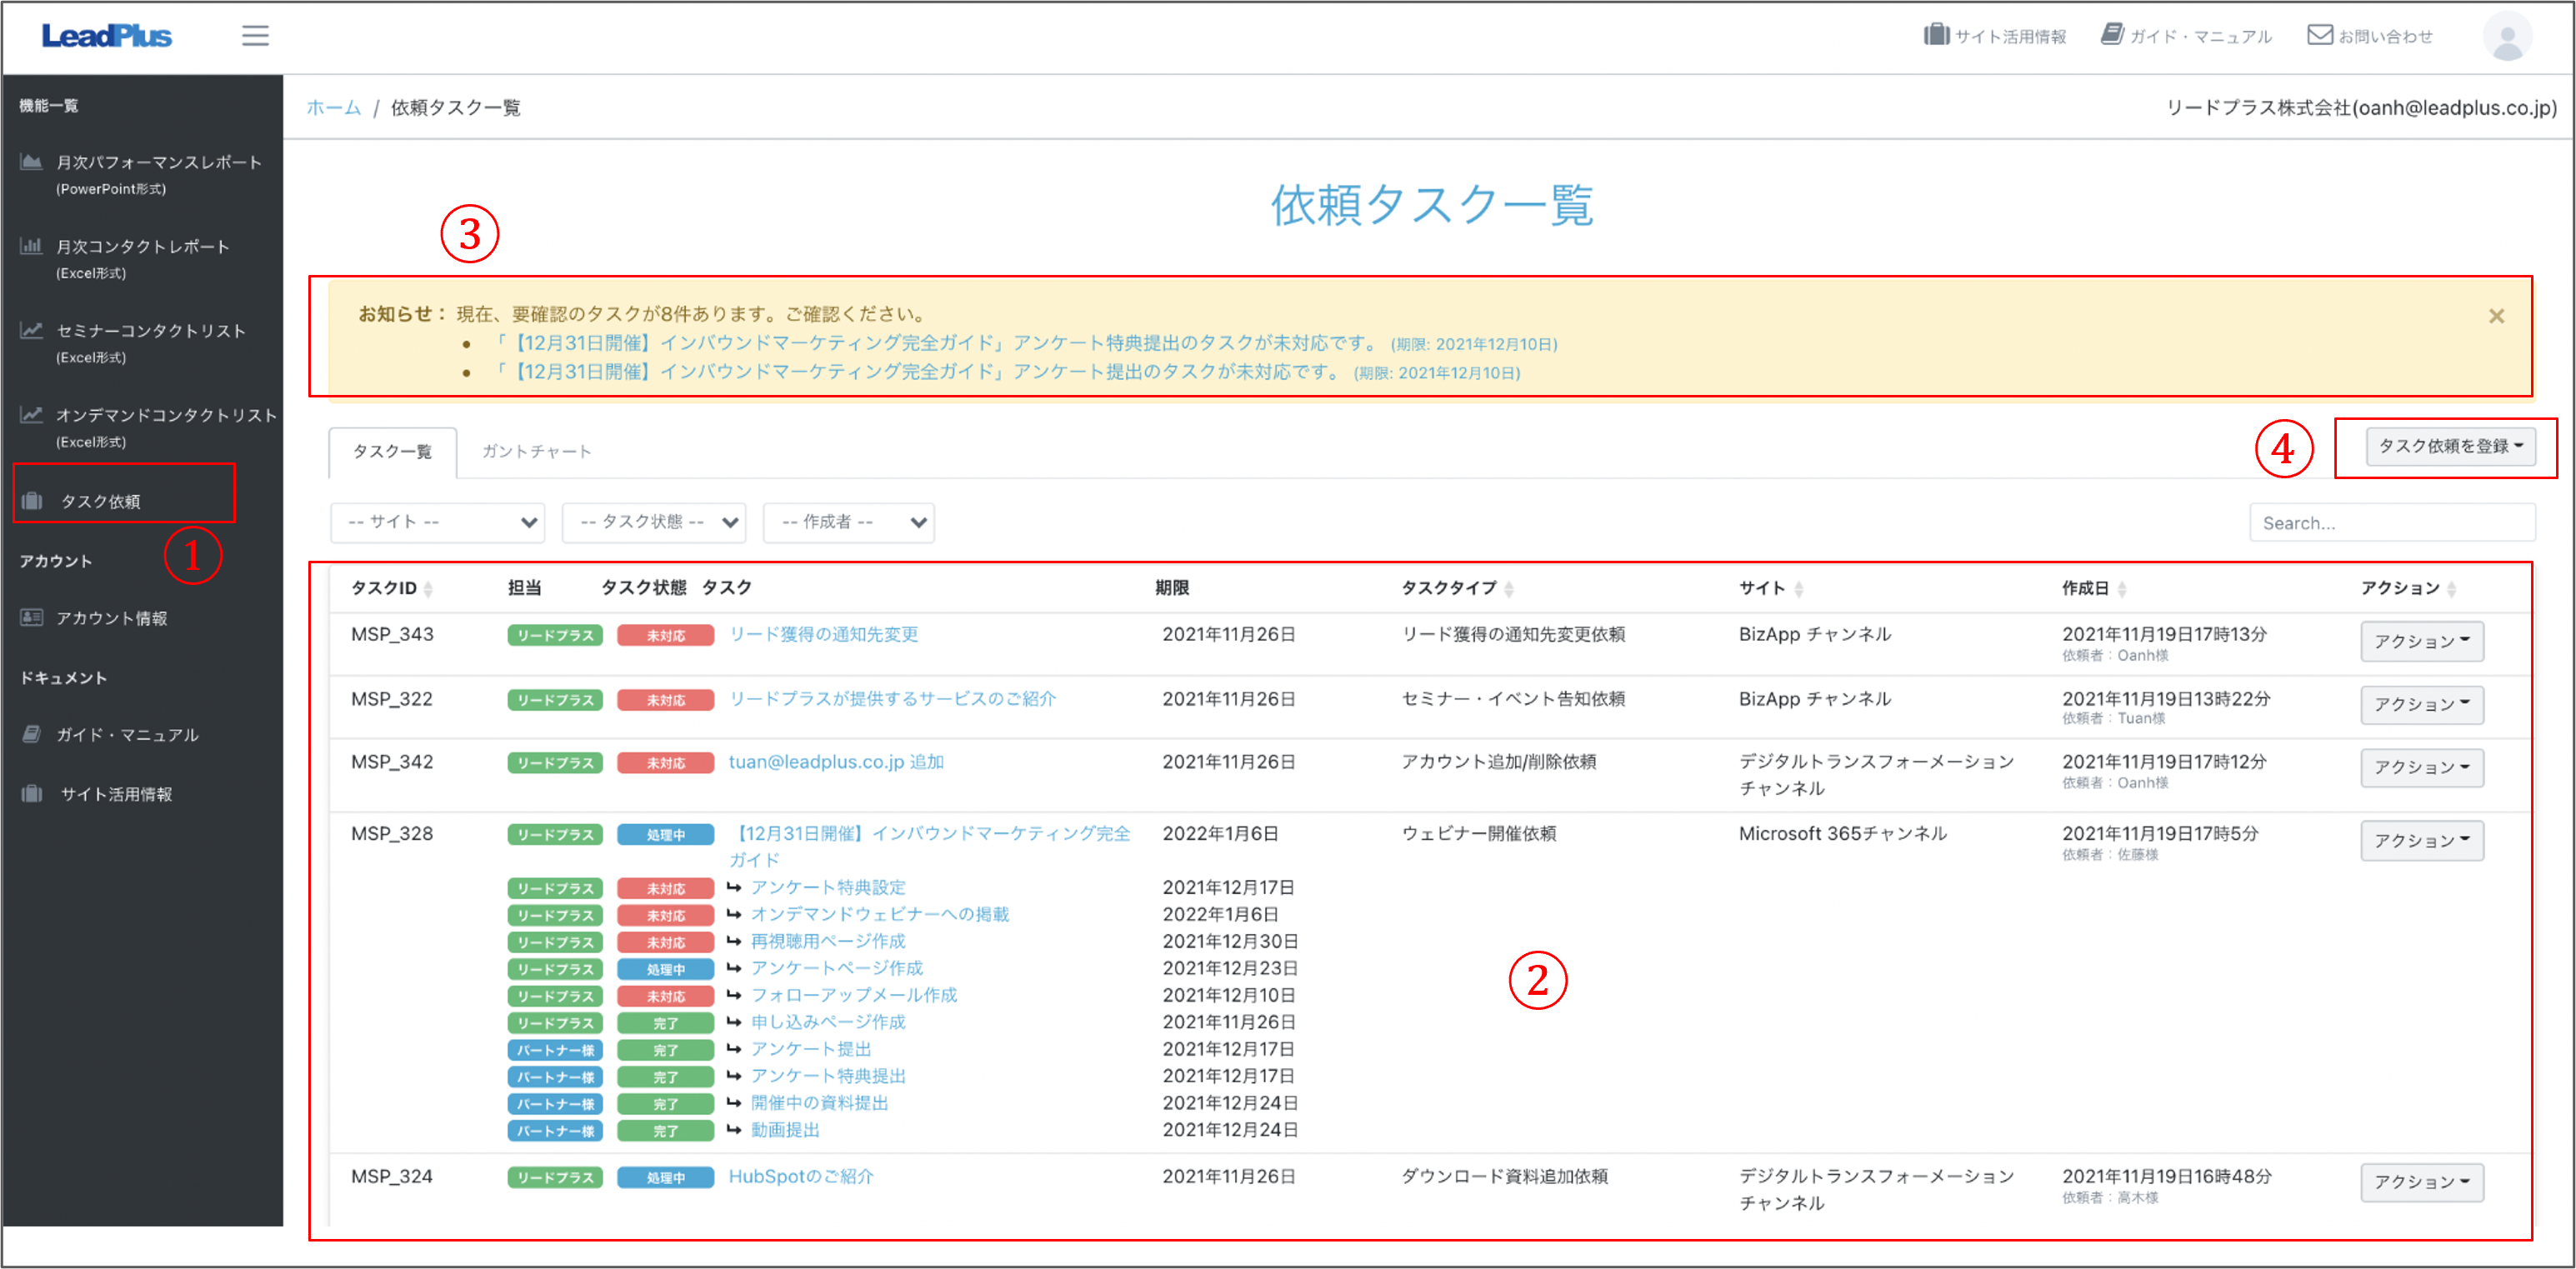 LeadPlus
サイト活用情報 ガイド・マニュアル お問い合わせ
機能一覧
月次パフォーマンスレポート
(PowerPoint形式)
月次コンタクトレポート
(Excel形式)
セミナーコンタクトリスト
(Excel形式)
オンデマンドコンタクトリスト
(Excel形式)
タスク依頼
①
アカウント
アカウント情報
ドキュメント
ガイド・マニュアル
サイト活用情報
ホーム / 依頼タスク一覧
リードプラス株式会社(oanh@leadplus.co.jp)
依頼タスク一覧
③
お知らせ： 現在、要確認のタスクが8件あります。ご確認ください。
×
• 「【12月31日開催】インバウンドマーケティング完全ガイド」アンケート特典提出のタスクが未対応です。 (期限: 2021年12月10日)
• 「【12月31日開催】インバウンドマーケティング完全ガイド」アンケート提出のタスクが未対応です。 (期限: 2021年12月10日)
タスク一覧 ガントチャート
④
タスク依頼を登録
-- サイト -- -- タスク状態 -- -- 作成者 --
Search...
タスクID 担当 タスク状態 タスク 期限 タスクタイプ サイト 作成日 アクション
MSP_343 リードプラス 未対応 リード獲得の通知先変更 2021年11月26日 リード獲得の通知先変更依頼 BizApp チャンネル 2021年11月19日17時13分 アクション
依頼者：Oanh様
MSP_322 リードプラス 未対応 リードプラスが提供するサービスのご紹介 2021年11月26日 セミナー・イベント告知依頼 BizApp チャンネル 2021年11月19日13時22分 アクション
依頼者：Tuan様
MSP_342 リードプラス 未対応 tuan@leadplus.co.jp 追加 2021年11月26日 アカウント追加/削除依頼 デジタルトランスフォーメーション 2021年11月19日17時12分 アクション
チャンネル 依頼者：Oanh様
MSP_328 リードプラス 処理中 【12月31日開催】インバウンドマーケティング完全 2022年1月6日 ウェビナー開催依頼 Microsoft 365チャンネル 2021年11月19日17時5分 アクション
ガイド 依頼者：佐藤様
リードプラス 未対応 アンケート特典設定 2021年12月17日
リードプラス 未対応 オンデマンドウェビナーへの掲載 2022年1月6日
リードプラス 未対応 再視聴用ページ作成 2021年12月30日
リードプラス 処理中 アンケートページ作成 2021年12月23日
リードプラス 未対応 フォローアップメール作成 2021年12月10日
リードプラス 完了 申し込みページ作成 2021年11月26日
パートナー様 完了 アンケート提出 2021年12月17日
パートナー様 完了 アンケート特典提出 2021年12月17日
パートナー様 完了 開催中の資料提出 2021年12月24日
パートナー様 完了 動画提出 2021年12月24日
②
MSP_324 リードプラス 処理中 HubSpotのご紹介 2021年11月26日 ダウンロード資料追加依頼 デジタルトランスフォーメーション 2021年11月19日16時48分 アクション
チャンネル 依頼者：高木様